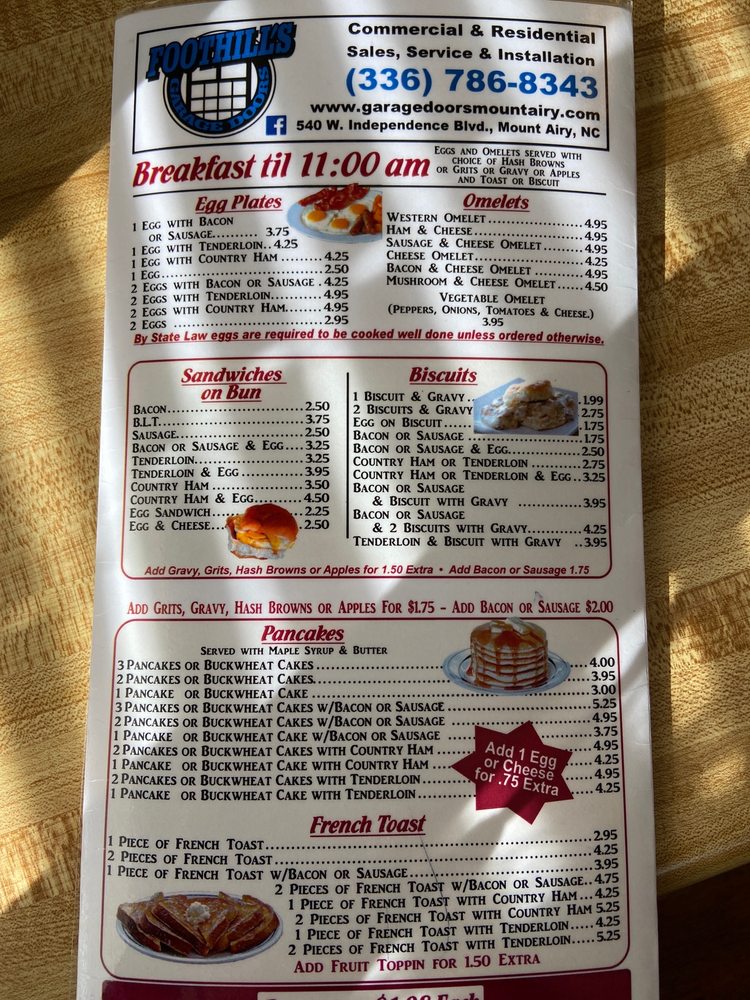 FOOTHILL'S
GARAGE DOORS
Commercial & Residential
Sales, Service & Installation
(336) 786-8343
www.garagedoorsmountairy.com
f 540 W. Independence Blvd., Mount Airy, NC
Breakfast til 11:00 am
Eggs and Omelets served with
choice of Hash Browns
or Grits or Gravy or Apples
and Toast or Biscuit
Egg Plates
1 Egg with Bacon
or Sausage......... 3.75
1 Egg with Tenderloin..4.25
1 Egg with Country Ham ........4.25
1 Egg.......................................2.50
2 Eggs with Bacon or Sausage .4.25
2 Eggs with Tenderloin...........4.95
2 Eggs with Country Ham.......4.95
2 Eggs ....................................2.95
Omelets
Western Omelet......................4.95
Ham & Cheese.........................4.95
Sausage & Cheese Omelet........4.95
Cheese Omelet.........................4.25
Bacon & Cheese Omelet ..........4.95
Mushroom & Cheese Omelet.....4.50
Vegetable Omelet
(Peppers, Onions, Tomatoes & Cheese.)
3.95
By State Law eggs are required to be cooked well done unless ordered otherwise.
Sandwiches
on Bun
Bacon..............................2.50
B.L.T................................3.75
Sausage...........................2.50
Bacon or Sausage & Egg....3.25
Tenderloin.......................3.25
Tenderloin & Egg..............3.95
Country Ham ...................3.50
Country Ham & Egg..........4.50
Egg Sandwich...................2.25
Egg & Cheese...................2.50
Biscuits
1 Biscuit & Gravy..........1.99
2 Biscuits & Gravy 2.75
Egg on Biscuit......1.75
Bacon or Sausage .......................1.75
Bacon or Sausage & Egg...............2.50
Country Ham or Tenderloin ..........2.75
Country Ham or Tenderloin & Egg..3.25
Bacon or Sausage
& Biscuit with Gravy ...............3.95
Bacon or Sausage
& 2 Biscuits with Gravy............4.25
Tenderloin & Biscuit with Gravy ..3.95
Add Gravy, Grits, Hash Browns or Apples for 1.50 Extra • Add Bacon or Sausage 1.75
Add Grits, Gravy, Hash Browns or Apples For $1.75 - Add Bacon or Sausage $2.00
Pancakes
Served with Maple Syrup & Butter
3 Pancakes or Buckwheat Cakes............4.00
2 Pancakes or Buckwheat Cakes............3.95
1 Pancake or Buckwheat Cake ............3.00
3 Pancakes or Buckwheat Cakes w/Bacon or Sausage ............5.25
2 Pancakes or Buckwheat Cakes w/Bacon or Sausage ............4.95
1 Pancake or Buckwheat Cake w/Bacon or Sausage ............3.75
2 Pancakes or Buckwheat Cakes with Country Ham ............4.95
1 Pancake or Buckwheat Cake with Country Ham ............4.25
2 Pancakes or Buckwheat Cakes with Tenderloin............4.95
1 Pancake or Buckwheat Cake with Tenderloin ............4.25
Add 1 Egg
or Cheese
for .75 Extra
French Toast
1 Piece of French Toast............2.95
2 Pieces of French Toast............4.25
1 Piece of French Toast w/Bacon or Sausage............3.95
2 Pieces of French Toast w/Bacon or Sausage..4.75
1 Piece of French Toast with Country Ham...4.25
2 Pieces of French Toast with Country Ham 5.25
1 Piece of French Toast with Tenderloin.....4.25
2 Pieces of French Toast with Tenderloin.....5.25
Add Fruit Toppin for 1.50 Extra